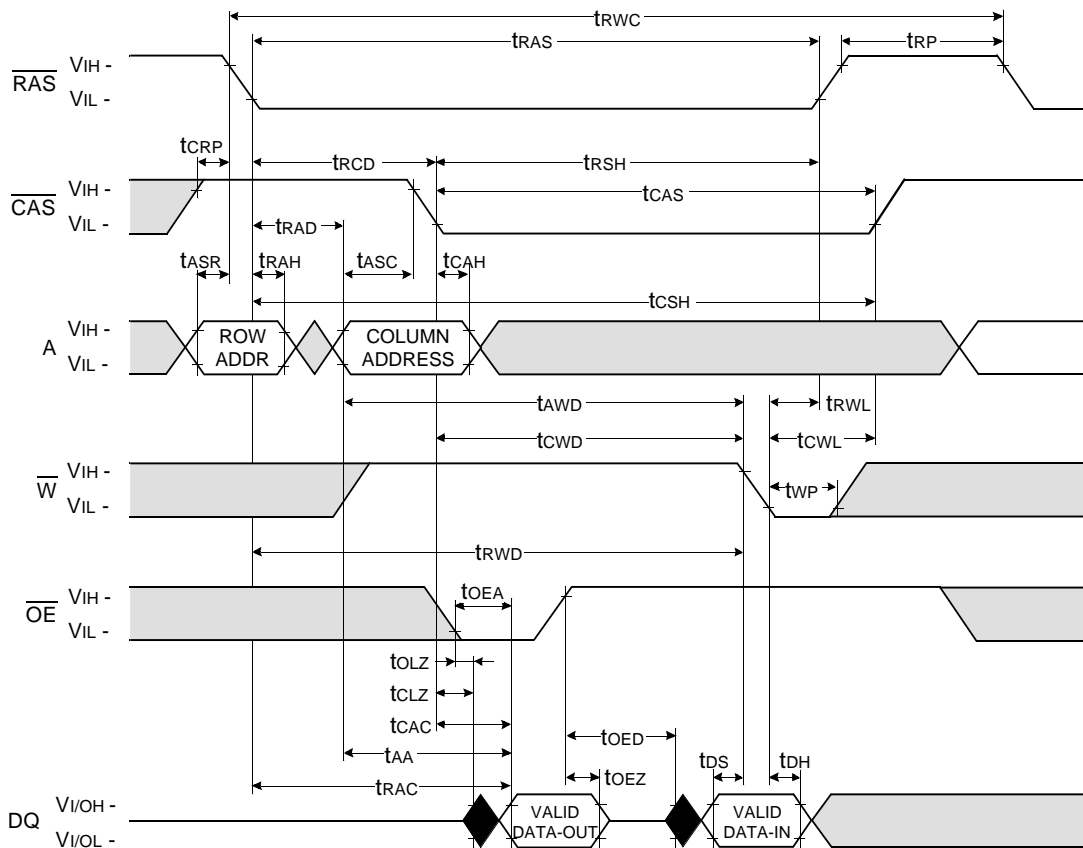 tRWC
tRAS
tRP
RAS
VIH -
VIL -
tCRP
tRCD
tRSH
CAS
VIH -
VIL -
tCAS
tRAD
tASR
tRAH
tASC
tCAH
tCSH
A
VIH -
VIL -
ROW
ADDR
COLUMN
ADDRESS
tAWD
tRWL
tCWD
tCWL
W
VIH -
VIL -
tWP
tRWD
OE
VIH -
VIL -
tOEA
tOLZ
tCLZ
tCAC
tOED
tAA
tDS
tDH
tOEZ
tRAC
DQ
VI/OH -
VI/OL -
VALID
DATA-OUT
VALID
DATA-IN